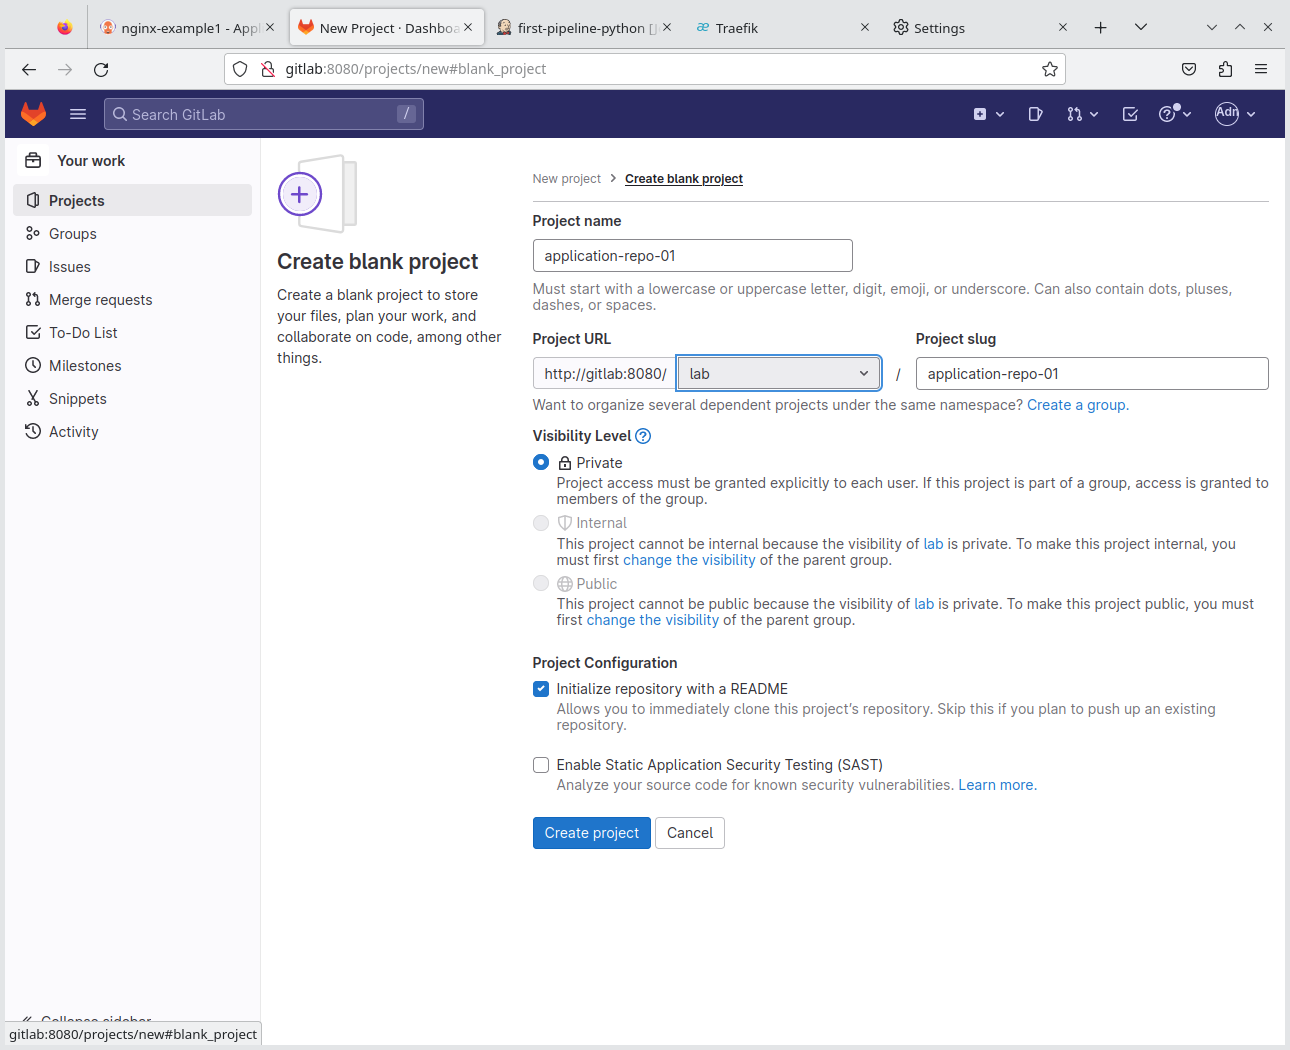 nginx-example1 - Appl
New Project · Dashboa
first-pipeline-python [J
Traefik
Settings
gitlab:8080/projects/new#blank_project
Search GitLab
/
Adn
Your work
Projects
Groups
Issues
Merge requests
To-Do List
Milestones
Snippets
Activity
Collapse sidebar
gitlab:8080/projects/new#blank_project
Create blank project
Create a blank project to store
your files, plan your work, and
collaborate on code, among other
things.
New project > Create blank project
Project name
application-repo-01
Must start with a lowercase or uppercase letter, digit, emoji, or underscore. Can also contain dots, pluses,
dashes, or spaces.
Project URL
Project slug
http://gitlab:8080/ lab / application-repo-01
Want to organize several dependent projects under the same namespace? Create a group.
Visibility Level
Private
Project access must be granted explicitly to each user. If this project is part of a group, access is granted to
members of the group.
Internal
This project cannot be internal because the visibility of lab is private. To make this project internal, you
must first change the visibility of the parent group.
Public
This project cannot be public because the visibility of lab is private. To make this project public, you must
first change the visibility of the parent group.
Project Configuration
Initialize repository with a README
Allows you to immediately clone this project’s repository. Skip this if you plan to push up an existing
repository.
Enable Static Application Security Testing (SAST)
Analyze your source code for known security vulnerabilities. Learn more.
Create project
Cancel